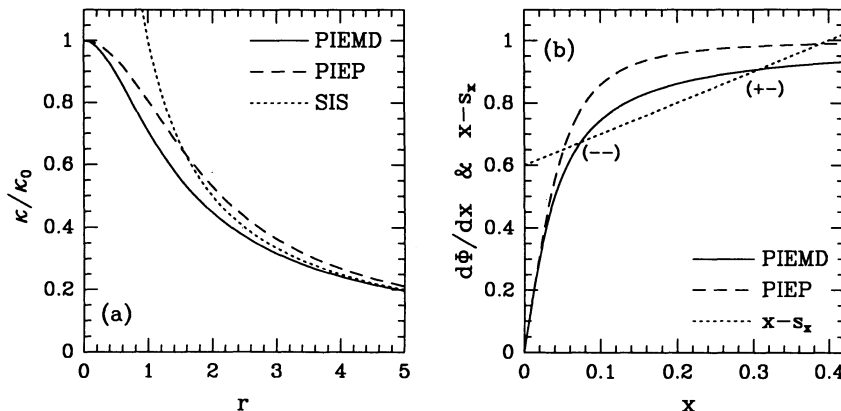 1
0.8
0.6
0.4
0.2
0
κ/κ₀
PIEMD
PIEP
SIS
(a)
0 1 2 3 4 5
r
1
0.8
0.6
0.4
0.2
0
dΦ/dx & x−sₓ
(b)
(+−)
(−−)
PIEMD
PIEP
x−sₓ
0 0.1 0.2 0.3 0.4
x